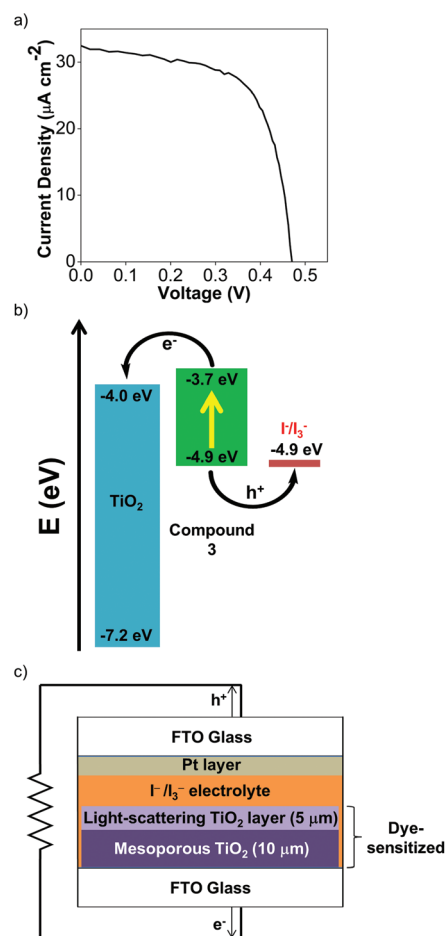 a)
Current Density (μA cm⁻²)
30
20
10
0
0.0 0.1 0.2 0.3 0.4 0.5
Voltage (V)
b)
E (eV)
e⁻
-4.0 eV
-3.7 eV
I⁻/I₃⁻
-4.9 eV
-4.9 eV
TiO₂
h⁺
Compound
3
-7.2 eV
c)
h⁺
FTO Glass
Pt layer
I⁻/I₃⁻ electrolyte
Light-scattering TiO₂ layer (5 μm)
Mesoporous TiO₂ (10 μm)
Dye-
sensitized
FTO Glass
e⁻